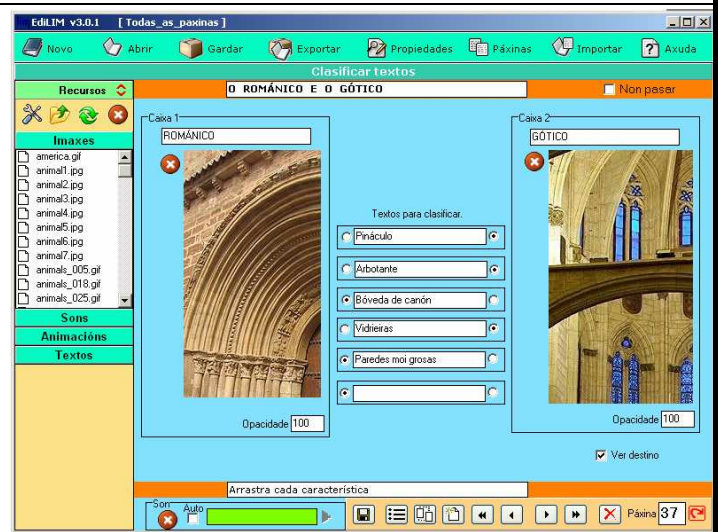 EdiLIM v3.0.1 [ Todas_as_paxinas ]
Novo Abrir Gardar Exportar Propiedades Páxinas Importar Axuda
Clasificar textos
Recursos
O ROMÁNICO E O GÓTICO
Non pasar
Caixa 1
ROMÁNICO
Caixa 2
GÓTICO
Imaxes
america.gif
animal1.jpg
animal2.jpg
animal3.jpg
animal4.jpg
animal5.jpg
animal6.jpg
animal7.jpg
animals_005.gif
animals_018.gif
animals_025.gif
Sons
Animacións
Textos
Textos para clasificar.
Pináculo
Arbotante
Bóveda de canón
Vidrieiras
Paredes moi grosas
Opacidade 100
Opacidade 100
Ver destino
Arrastra cada característica
Son
Auto
Páxina 37